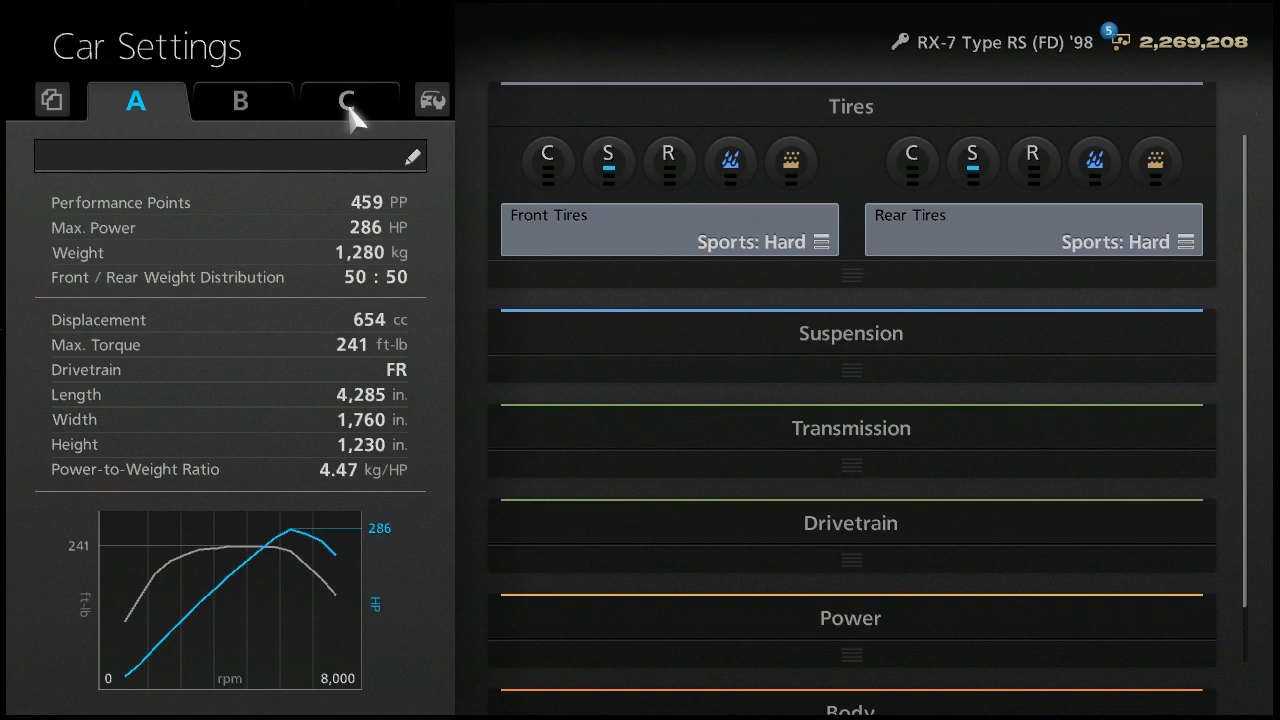 Car Settings
RX-7 Type RS (FD) '98
5
2,269,208
A
B
C
Performance Points 459 PP
Max. Power 286 HP
Weight 1,280 kg
Front / Rear Weight Distribution 50 : 50
Displacement 654 cc
Max. Torque 241 ft-lb
Drivetrain FR
Length 4,285 in.
Width 1,760 in.
Height 1,230 in.
Power-to-Weight Ratio 4.47 kg/HP
286
241
ft-lb
HP
0 rpm 8,000
Tires
C S R
C S R
Front Tires
Sports: Hard
Rear Tires
Sports: Hard
Suspension
Transmission
Drivetrain
Power
Body